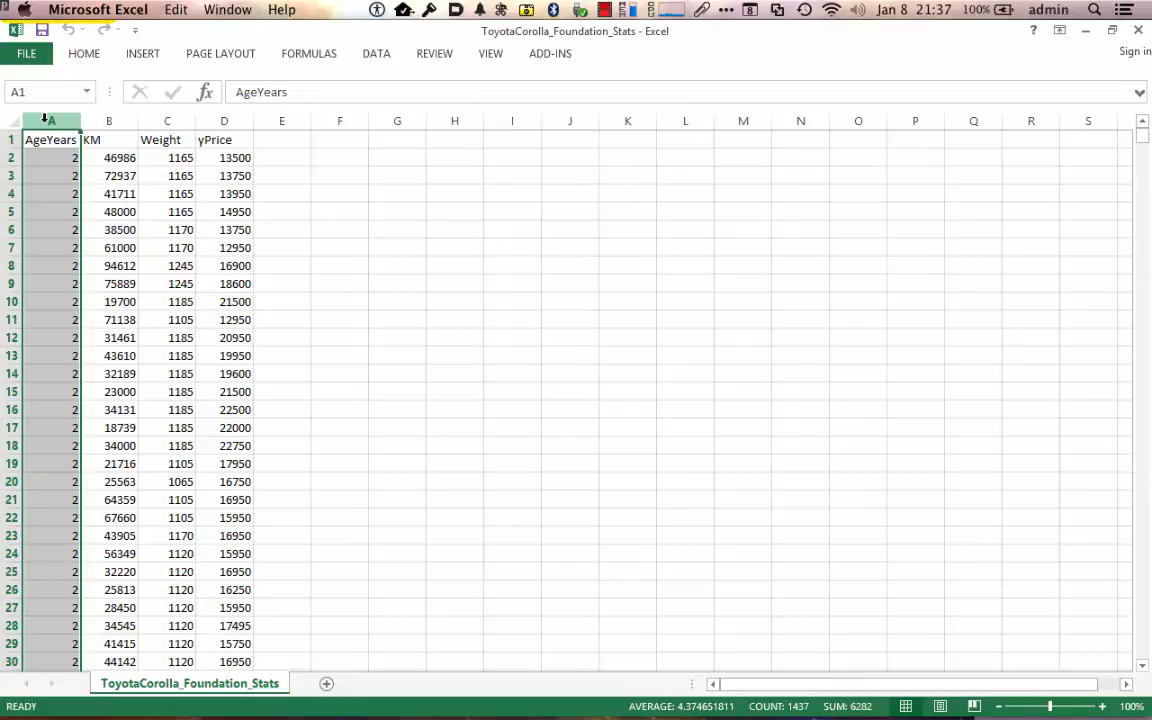 Microsoft Excel Edit Window Help Jan 8 21:37 100% admin
ToyotaCorolla_Foundation_Stats - Excel
FILE HOME INSERT PAGE LAYOUT FORMULAS DATA REVIEW VIEW ADD-INS Sign in
A1 fx AgeYears
A B C D E F G H I J K L M N O P Q R S
1 AgeYears KM Weight yPrice
2 2 46986 1165 13500
3 2 72937 1165 13750
4 2 41711 1165 13950
5 2 48000 1165 14950
6 2 38500 1170 13750
7 2 61000 1170 12950
8 2 94612 1245 16900
9 2 75889 1245 18600
10 2 19700 1185 21500
11 2 71138 1105 12950
12 2 31461 1185 20950
13 2 43610 1185 19950
14 2 32189 1185 19600
15 2 23000 1185 21500
16 2 34131 1185 22500
17 2 18739 1185 22000
18 2 34000 1185 22750
19 2 21716 1105 17950
20 2 25563 1065 16750
21 2 64359 1105 16950
22 2 67660 1105 15950
23 2 43905 1170 16950
24 2 56349 1120 15950
25 2 32220 1120 16950
26 2 25813 1120 16250
27 2 28450 1120 15950
28 2 34545 1120 17495
29 2 41415 1120 15750
30 2 44142 1120 16950
ToyotaCorolla_Foundation_Stats
READY AVERAGE: 4.374651811 COUNT: 1437 SUM: 6282 100%